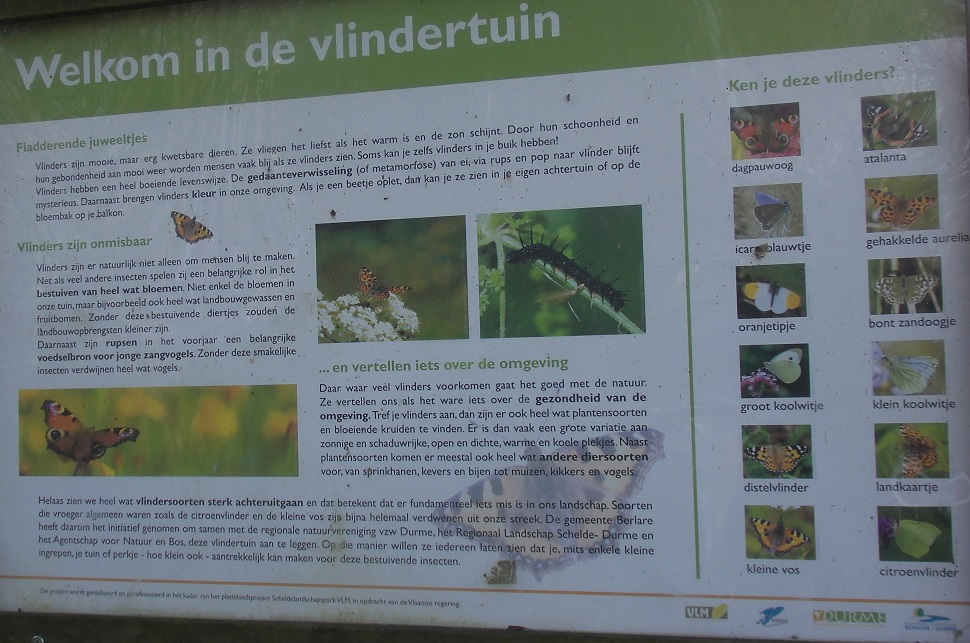 Welkom in de vlindertuin
Fladderende juweeltjes
Vlinders zijn mooie, maar erg kwetsbare dieren. Ze vliegen het liefst als het warm is en de zon schijnt. Door hun schoonheid en
hun gebondenheid aan mooi weer worden mensen vaak blij als ze vlinders zien. Soms kan je zelfs vlinders in je buik hebben!
Vlinders hebben een heel boeiende levenswijze. De gedaanteverwisseling (of metamorfose) van ei, via rups en pop naar vlinder blijft
mysterieus. Daarnaast brengen vlinders kleur in onze omgeving. Als je een beetje oplet, dan kan je ze zien in je eigen achtertuin of op de
bloembak op je balkon.
Vlinders zijn onmisbaar
Vlinders zijn er natuurlijk niet alleen om mensen blij te maken.
Net als veel andere insecten spelen zij een belangrijke rol in het
bestuiven van heel wat bloemen. Niet enkel de bloemen in
onze tuin, maar bijvoorbeeld ook heel wat landbouwgewassen en
fruitbomen. Zonder deze bestuivende diertjes zouden de
landbouwopbrengsten kleiner zijn.
Daarnaast zijn rupsen in het voorjaar een belangrijke
voedselbron voor jonge zangvogels. Zonder deze smakelijke
insecten verdwijnen heel wat vogels.
... en vertellen iets over de omgeving
Daar waar veel vlinders voorkomen gaat het goed met de natuur.
Ze vertellen ons als het ware iets over de gezondheid van de
omgeving. Tref je vlinders aan, dan zijn er ook heel wat plantensoorten
en bloeiende kruiden te vinden. Er is dan vaak een grote variatie aan
zonnige en schaduwrijke, open en dichte, warme en koele plekjes. Naast
plantensoorten komen er meestal ook heel wat andere diersoorten
voor, van sprinkhanen, kevers en bijen tot muizen, kikkers en vogels.
Helaas zien we heel wat vlindersoorten sterk achteruitgaan en dat betekent dat er fundamenteel iets mis is in ons landschap. Soorten
die vroeger algemeen waren zoals de citroenvlinder en de kleine vos zijn bijna helemaal verdwenen uit onze streek. De gemeente Berlare
heeft daarom het initiatief genomen om samen met de regionale natuurvereniging vzw Durme, het Regionaal Landschap Schelde- Durme en
het Agentschap voor Natuur en Bos, deze vlindertuin aan te leggen. Op die manier willen ze iedereen laten zien dat je, mits enkele kleine
ingrepen, je tuin of perkje - hoe klein ook - aantrekkelijk kan maken voor deze bestuivende insecten.
Dit project wordt gerealiseerd en gecofinancierd in het kader van het plattelandsproject Scheldelandschapspark VLM, in opdracht van de Vlaamse regering.
Ken je deze vlinders?
dagpauwoog
atalanta
icarusblauwtje
gehakkelde aurelia
oranjetipje
bont zandoogje
groot koolwitje
klein koolwitje
distelvlinder
landkaartje
kleine vos
citroenvlinder
VLM
DURME